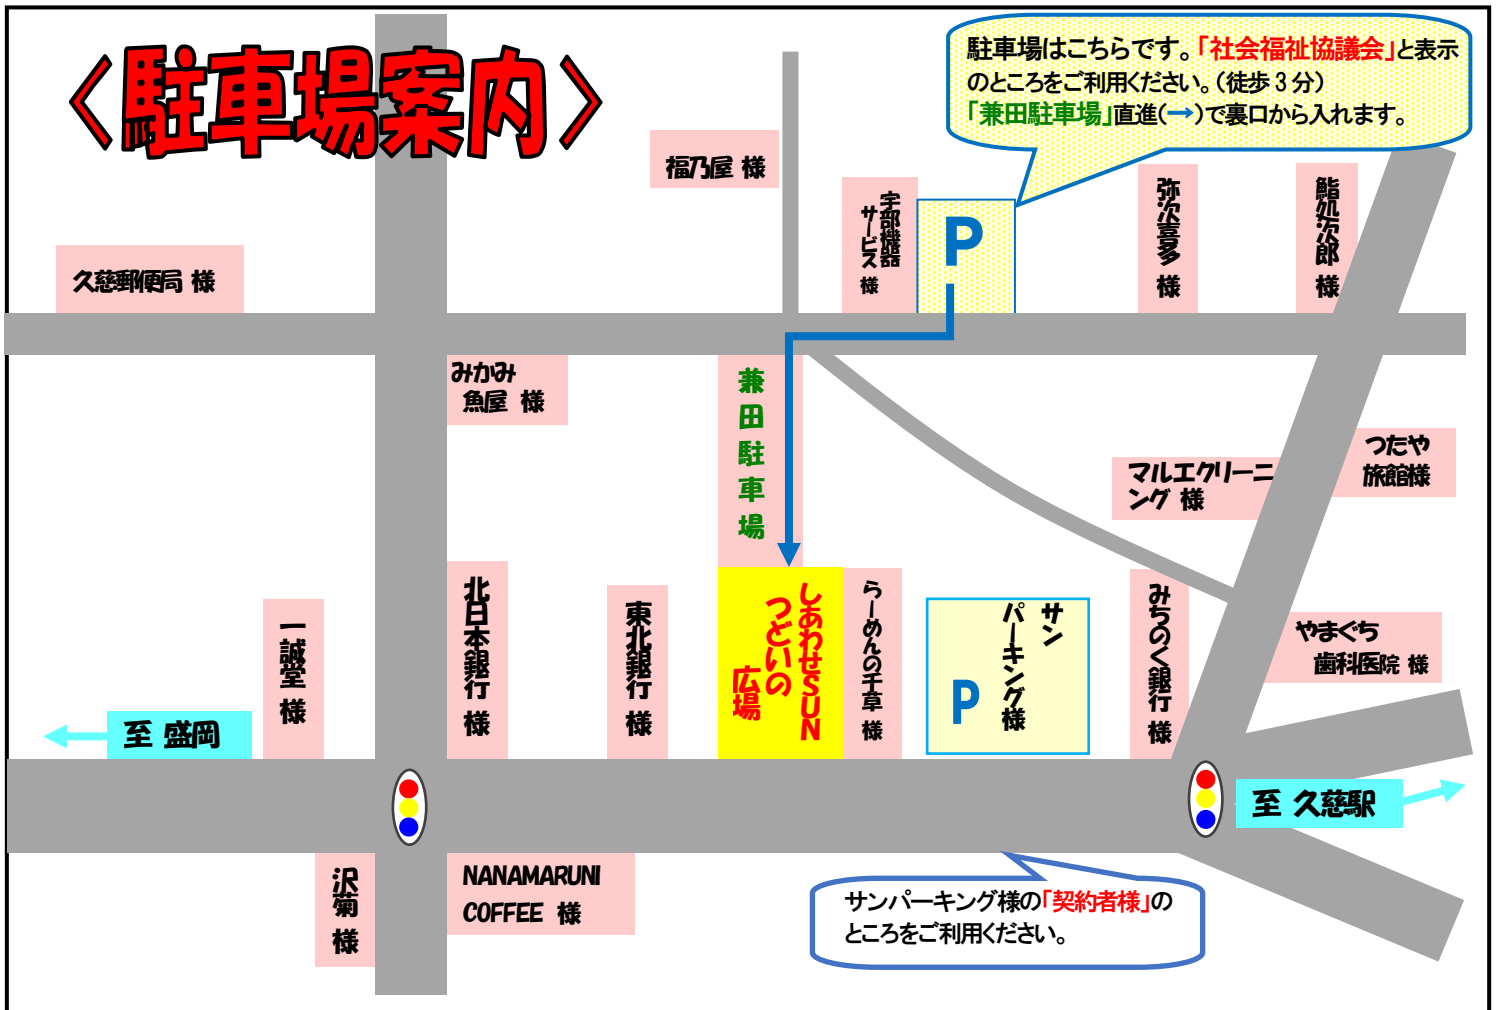 〈駐車場案内〉
駐車場はこちらです。「社会福祉協議会」と表示
のところをご利用ください。（徒歩3分）
「兼田駐車場」直進（→）で裏口から入れます。
福乃屋 様
宇部機器
サービス 様
P
弥次喜多 様
鮨処次郎 様
久慈郵便局 様
みかみ
魚屋 様
兼田駐車場
つたや
旅館様
マルエクリーニ
ング 様
一誠堂 様
北日本銀行 様
東北銀行 様
しあわせSUN
つどいの
広場
らーめんの千草 様
サン
パーキング様
P
みちのく銀行 様
やまぐち
歯科医院 様
至 盛岡
至 久慈駅
沢菊 様
NANAMARUNI
COFFEE 様
サンパーキング様の「契約者様」の
ところをご利用ください。